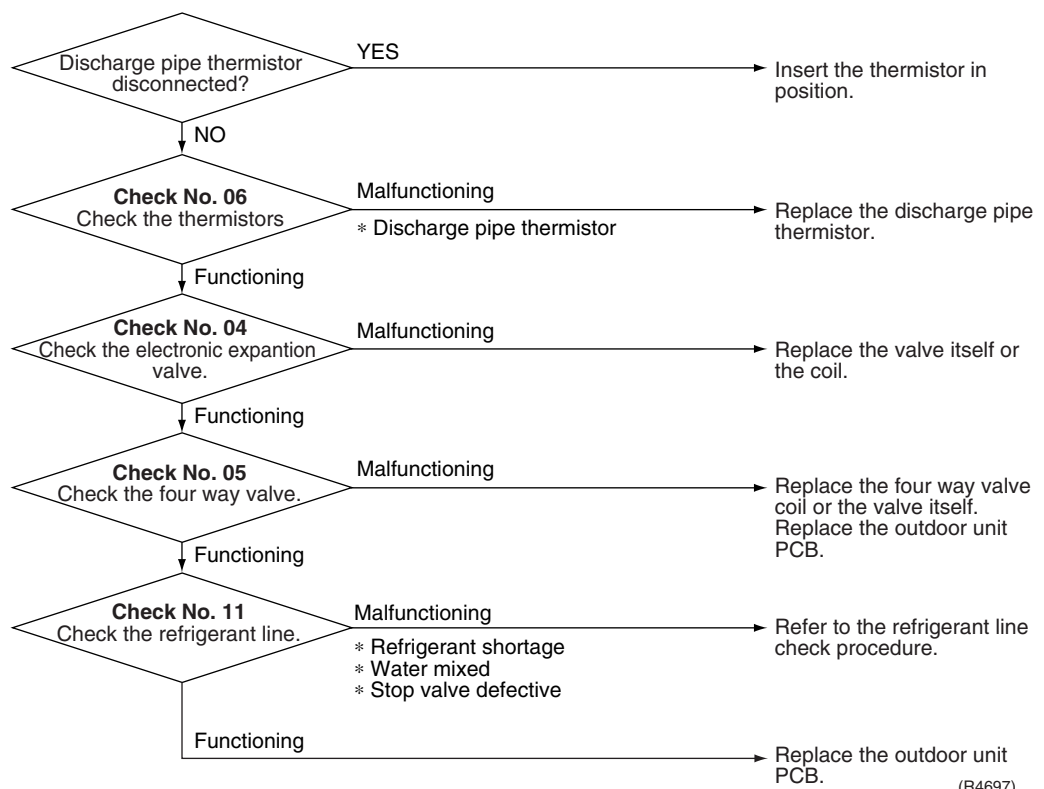 Discharge pipe thermistor
disconnected?
YES
Insert the thermistor in
position.
NO
Check No. 06
Check the thermistors
Malfunctioning
* Discharge pipe thermistor
Replace the discharge pipe
thermistor.
Functioning
Check No. 04
Check the electronic expantion
valve.
Malfunctioning
Replace the valve itself or
the coil.
Functioning
Check No. 05
Check the four way valve.
Malfunctioning
Replace the four way valve
coil or the valve itself.
Replace the outdoor unit
PCB.
Functioning
Check No. 11
Check the refrigerant line.
Malfunctioning
* Refrigerant shortage
* Water mixed
* Stop valve defective
Refer to the refrigerant line
check procedure.
Functioning
Replace the outdoor unit
PCB.
(R4697)